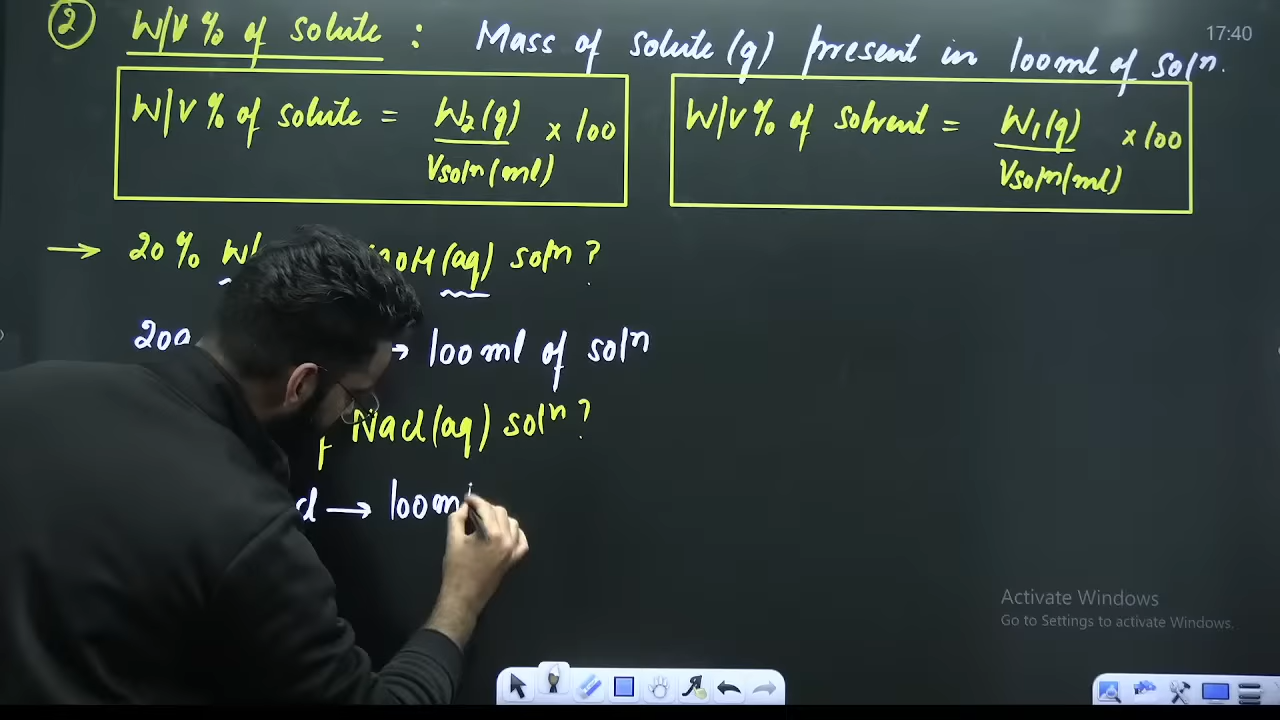 ② W/V % of solute : Mass of solute (g) present in 100ml of solⁿ.
17:40
W/V % of solute = W₂(g) / Vsolⁿ(ml) × 100
W/V % of solvent = W₁(g) / Vsolⁿ(ml) × 100
→ 20% W/ (aq) solⁿ ?
→ 100 ml of solⁿ
Nacl(aq) solⁿ ?
→ 100m
Activate Windows
Go to Settings to activate Windows.